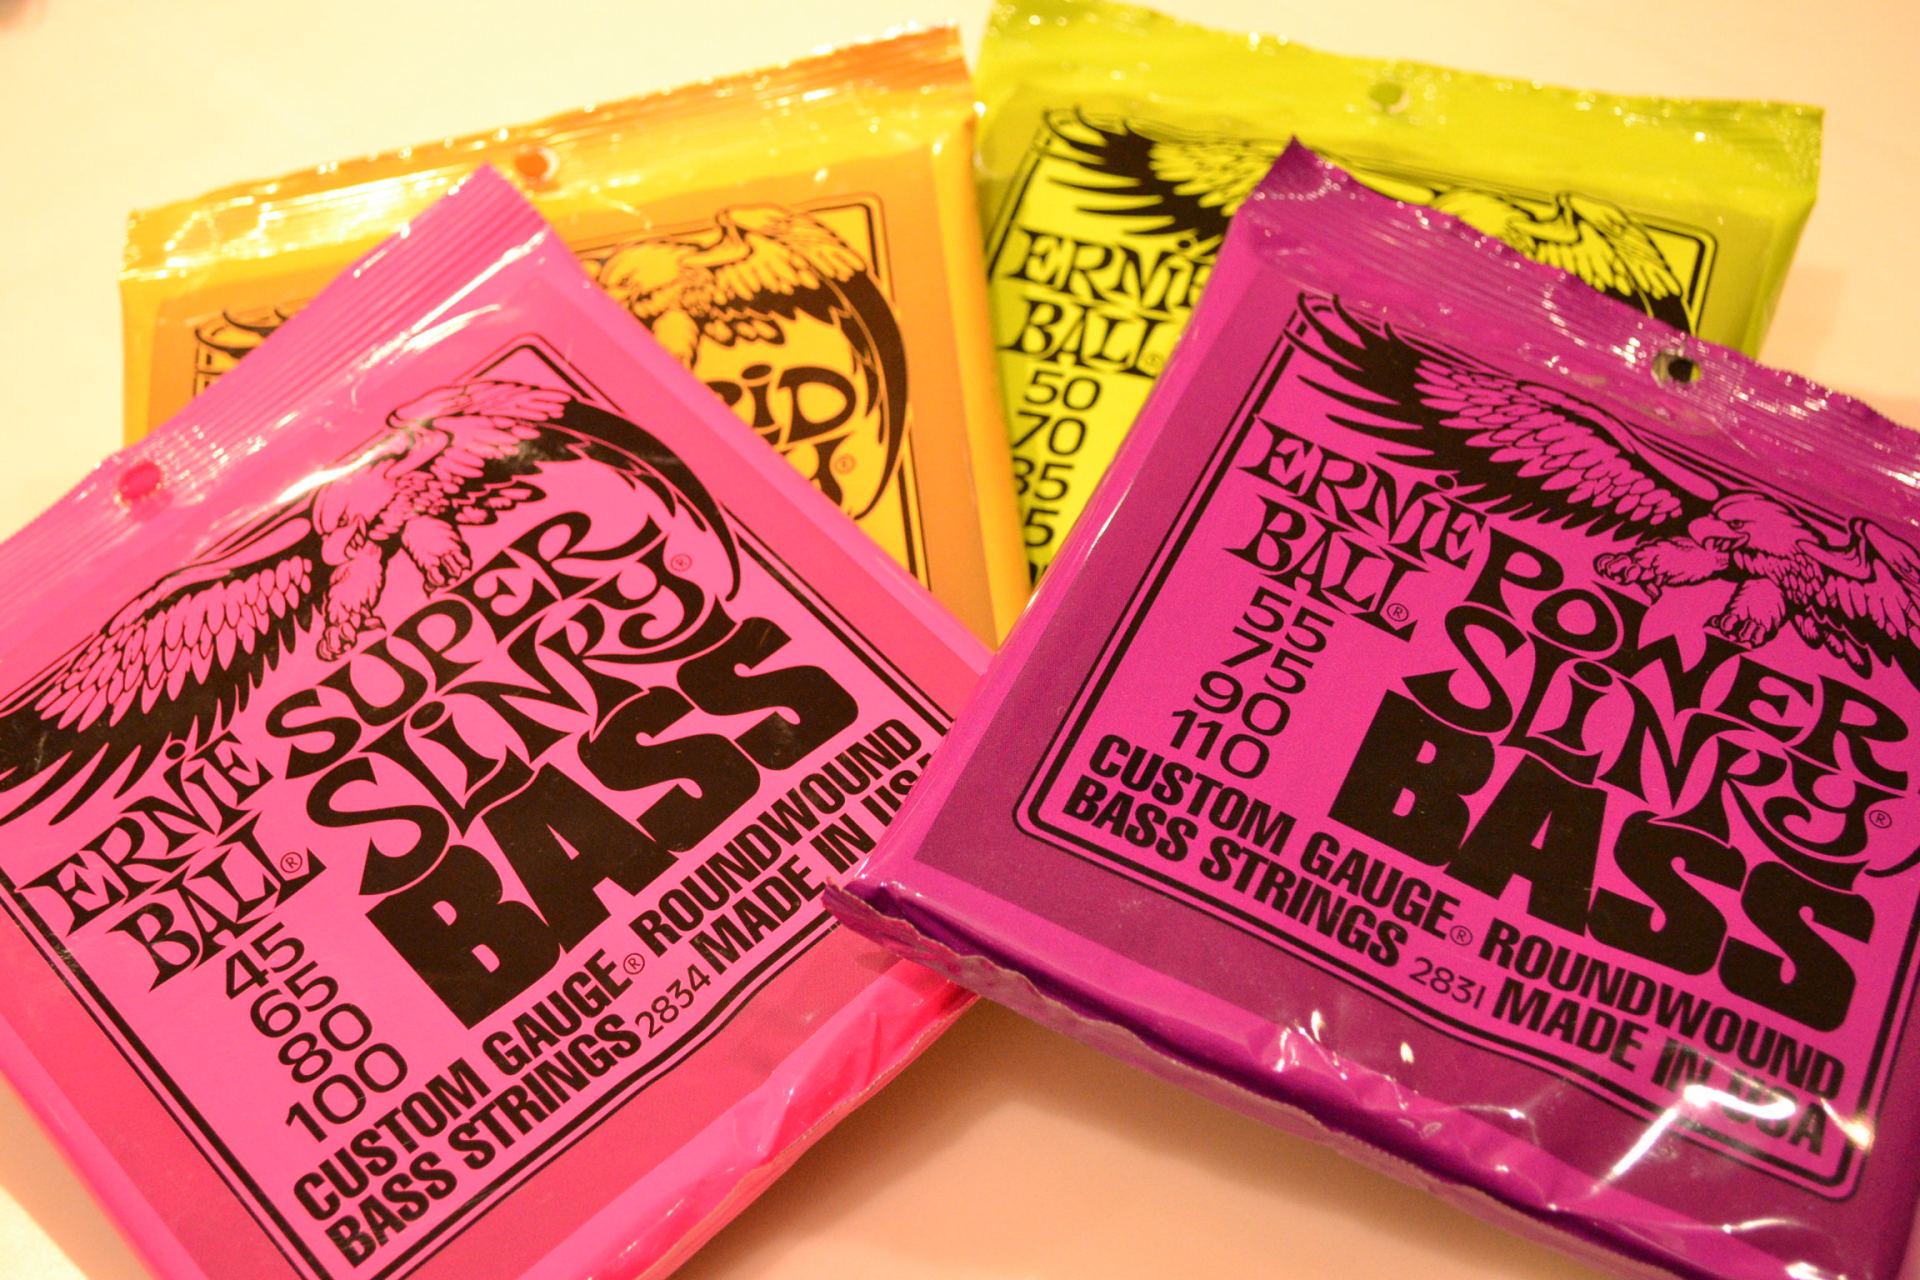 ERNiE
BALL®
50
70
ERNiE
BALL®
SUPER
SLiNKY®
BASS
45
65
80
100
CUSTOM GAUGE® ROUNDWOUND
BASS STRINGS 2834 MADE IN USA
ERNiE
BALL®
POWER
SLiNKY®
BASS
55
75
90
110
CUSTOM GAUGE® ROUNDWOUND
BASS STRINGS 2831 MADE IN USA